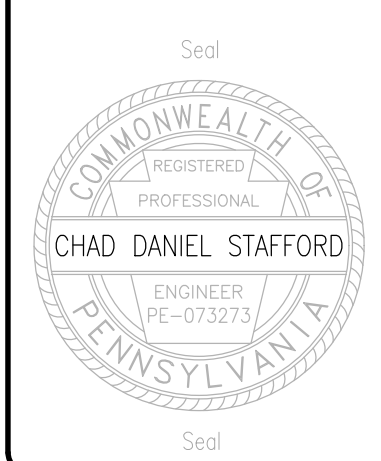 Seal
COMMONWEALTH OF
REGISTERED
PROFESSIONAL
CHAD DANIEL STAFFORD
ENGINEER
PE-073273
PENNSYLVANIA
Seal